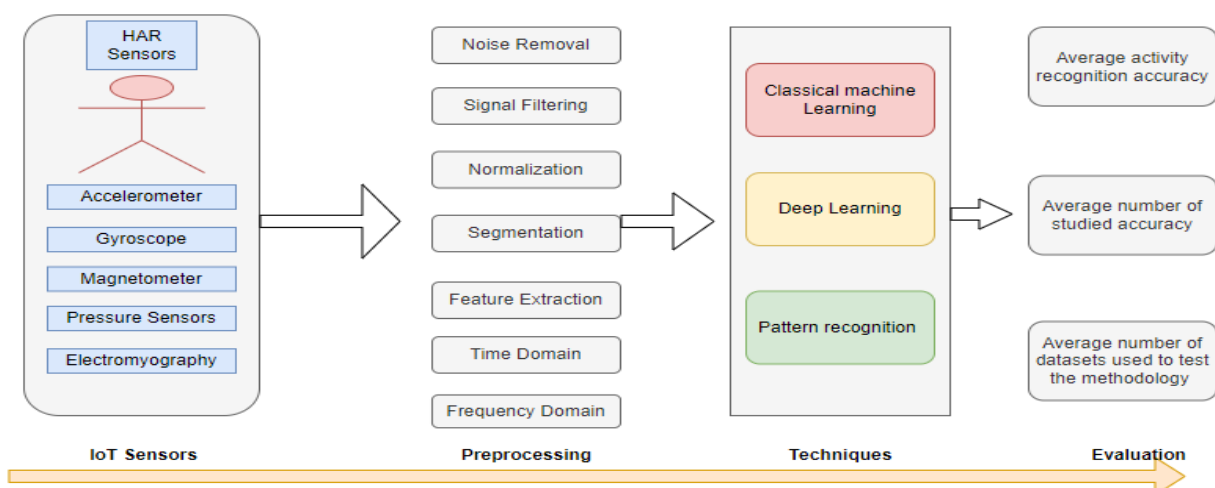 HAR
Sensors
Accelerometer
Gyroscope
Magnetometer
Pressure Sensors
Electromyography
Noise Removal
Signal Filtering
Normalization
Segmentation
Feature Extraction
Time Domain
Frequency Domain
Classical machine
Learning
Deep Learning
Pattern recognition
Average activity
recognition accuracy
Average number of
studied accuracy
Average number of
datasets used to test
the methodology
IoT Sensors
Preprocessing
Techniques
Evaluation